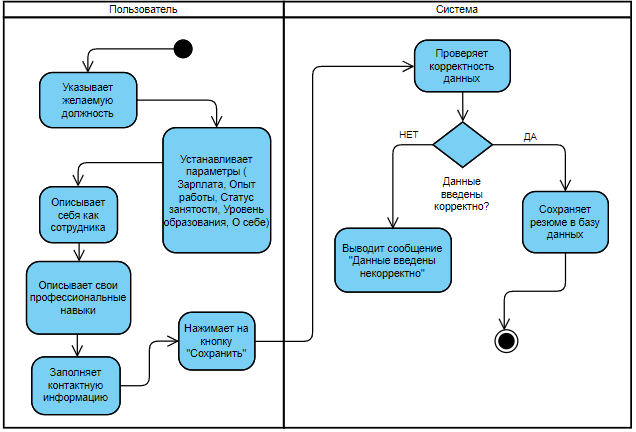 Пользователь
Система
Указывает
желаемую
должность
Устанавливает
параметры (
Зарплата, Опыт
работы, Статус
занятости, Уровень
образования, О себе)
Описывает
себя как
сотрудника
Описывает свои
профессиональные
навыки
Заполняет
контактную
информацию
Нажимает на
кнопку
"Сохранить"
Проверяет
корректность
данных
НЕТ
ДА
Данные
введены
корректно?
Выводит сообщение
"Данные введены
некорректно"
Сохраняет
резюме в базу
данных